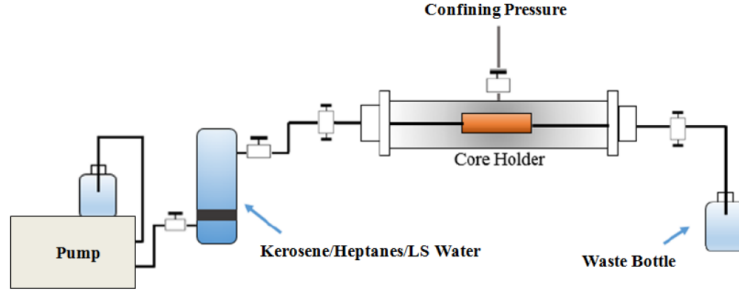 Confining Pressure
Core Holder
Pump
Kerosene/Heptanes/LS Water
Waste Bottle